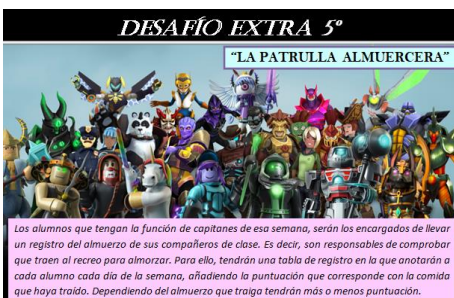 DESAFÍO EXTRA 5º
“LA PATRULLA ALMUERCERA”
Los alumnos que tengan la función de capitanes de esa semana, serán los encargados de llevar
un registro del almuerzo de sus compañeros de clase. Es decir, son responsables de comprobar
que traen al recreo para almorzar. Para ello, tendrán una tabla de registro en la que anotarán a
cada alumno cada día de la semana, añadiendo la puntuación que corresponde con la comida
que haya traído. Dependiendo del almuerzo que traiga tendrán más o menos puntuación.